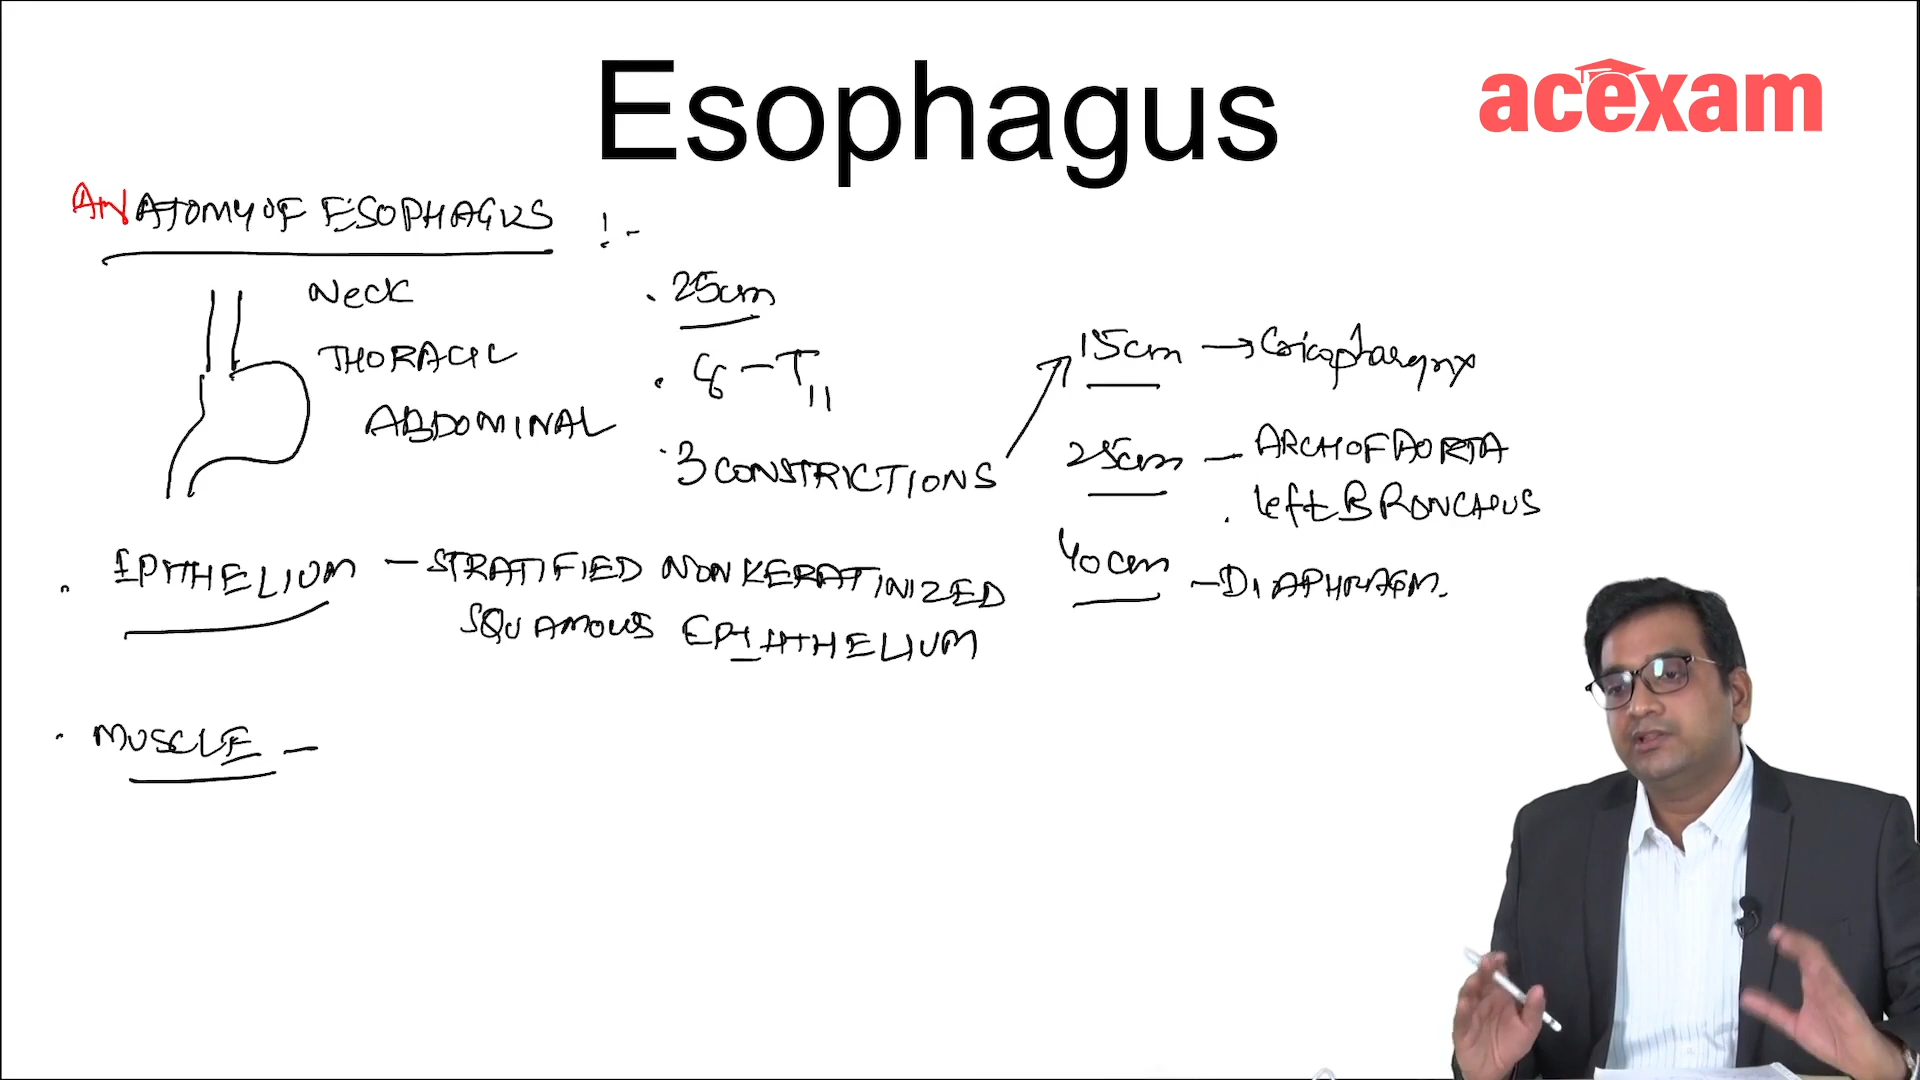 Esophagus
acexam
ANATOMY OF ESOPHAGUS :-
Neck
THORACIC
ABDOMINAL
. 25cm
. C6 - T11
. 3 CONSTRICTIONS
15cm → Cricopharynx
25cm - ARCH OF AORTA
. left BRONCHUS
40cm - DIAPHRAGM.
. EPITHELIUM - STRATIFIED NON KERATINIZED
SQUAMOUS EPITHTHELIUM
. MUSCLE -